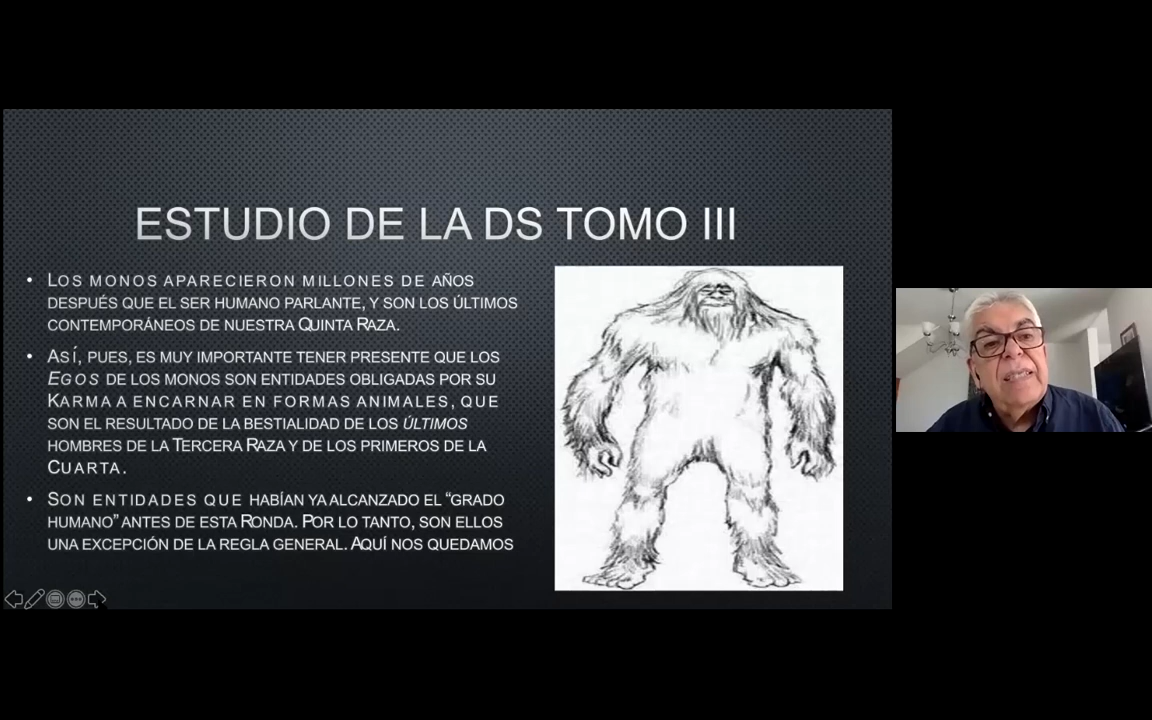 ESTUDIO DE LA DS TOMO III
• LOS MONOS APARECIERON MILLONES DE AÑOS
DESPUÉS QUE EL SER HUMANO PARLANTE, Y SON LOS ÚLTIMOS
CONTEMPORÁNEOS DE NUESTRA QUINTA RAZA.
• ASÍ, PUES, ES MUY IMPORTANTE TENER PRESENTE QUE LOS
EGOS DE LOS MONOS SON ENTIDADES OBLIGADAS POR SU
KARMA A ENCARNAR EN FORMAS ANIMALES, QUE
SON EL RESULTADO DE LA BESTIALIDAD DE LOS ÚLTIMOS
HOMBRES DE LA TERCERA RAZA Y DE LOS PRIMEROS DE LA
CUARTA.
• SON ENTIDADES QUE HABÍAN YA ALCANZADO EL “GRADO
HUMANO” ANTES DE ESTA RONDA. POR LO TANTO, SON ELLOS
UNA EXCEPCIÓN DE LA REGLA GENERAL. AQUÍ NOS QUEDAMOS